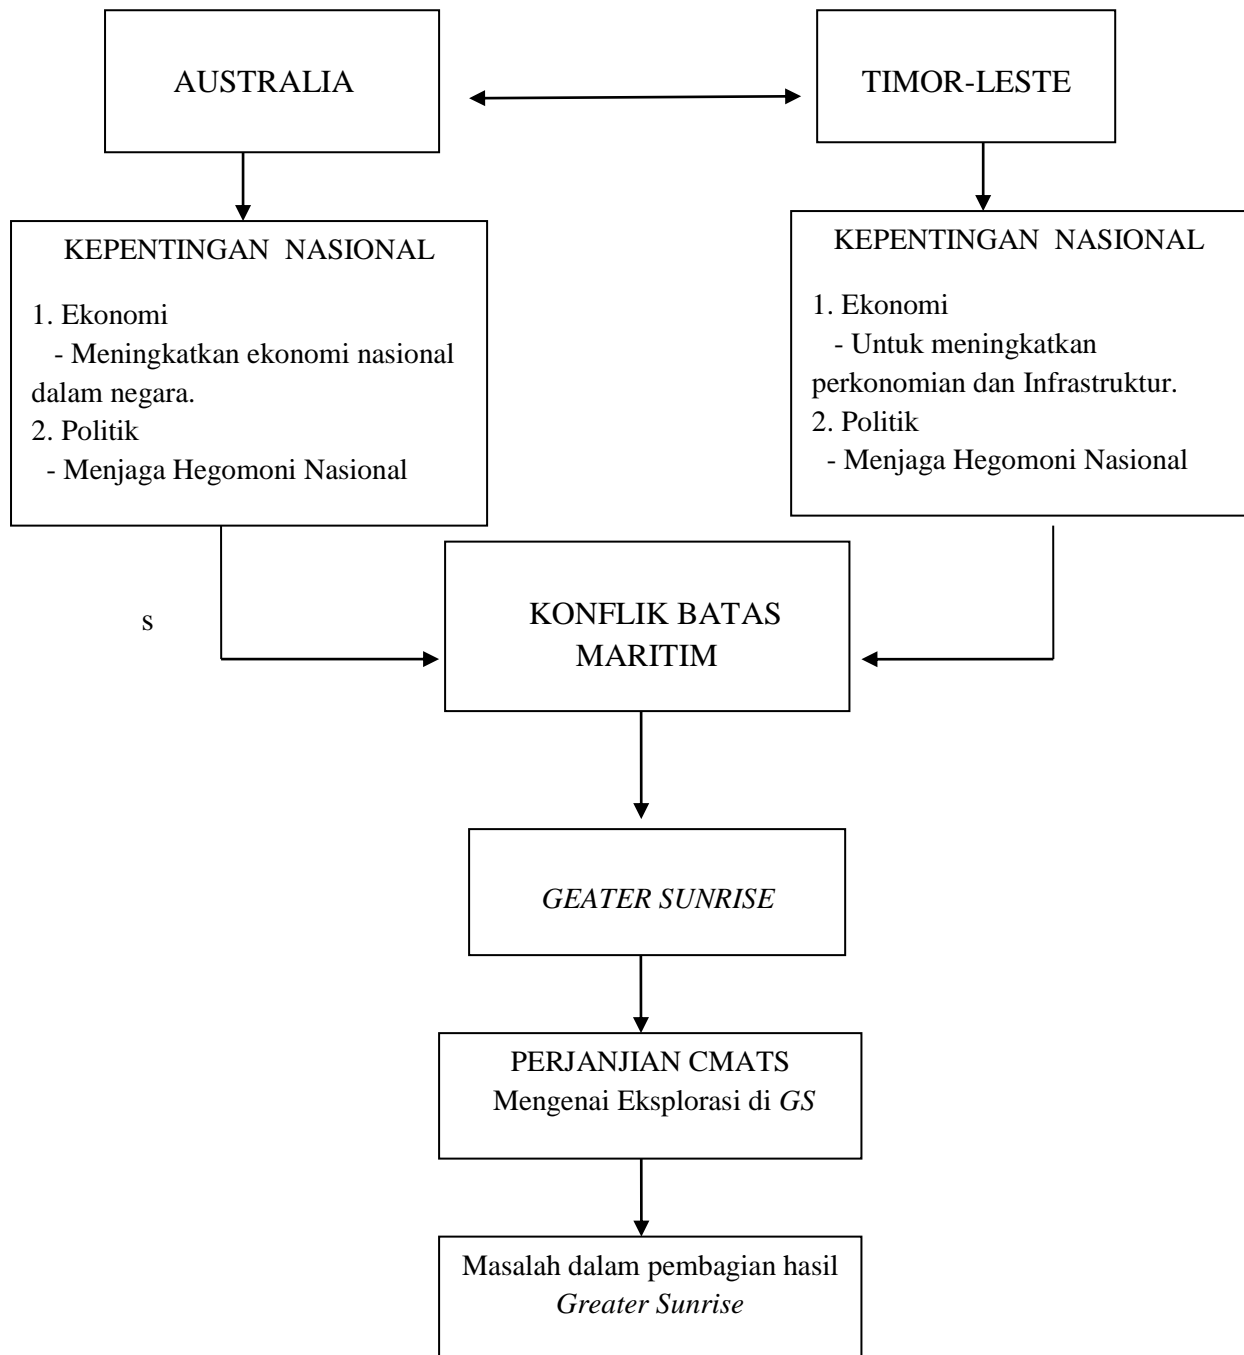 AUSTRALIA
TIMOR-LESTE
KEPENTINGAN NASIONAL
1. Ekonomi
- Meningkatkan ekonomi nasional
dalam negara.
2. Politik
- Menjaga Hegomoni Nasional
KEPENTINGAN NASIONAL
1. Ekonomi
- Untuk meningkatkan
perkonomian dan Infrastruktur.
2. Politik
- Menjaga Hegomoni Nasional
s
KONFLIK BATAS
MARITIM
GEATER SUNRISE
PERJANJIAN CMATS
Mengenai Eksplorasi di GS
Masalah dalam pembagian hasil
Greater Sunrise